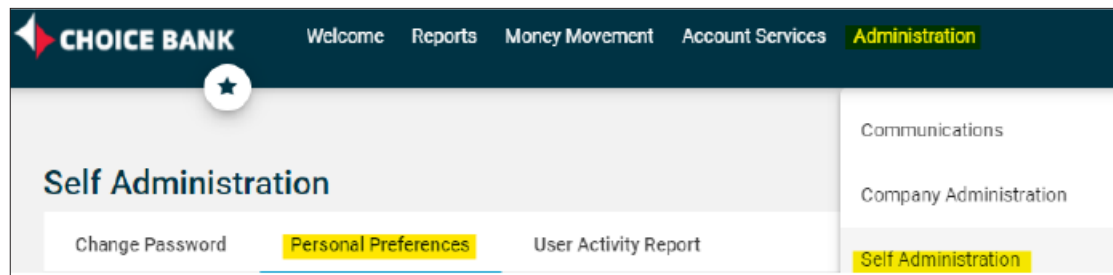 CHOICE BANK Welcome Reports Money Movement Account Services Administration
Communications
Self Administration
Company Administration
Change Password Personal Preferences User Activity Report
Self Administration